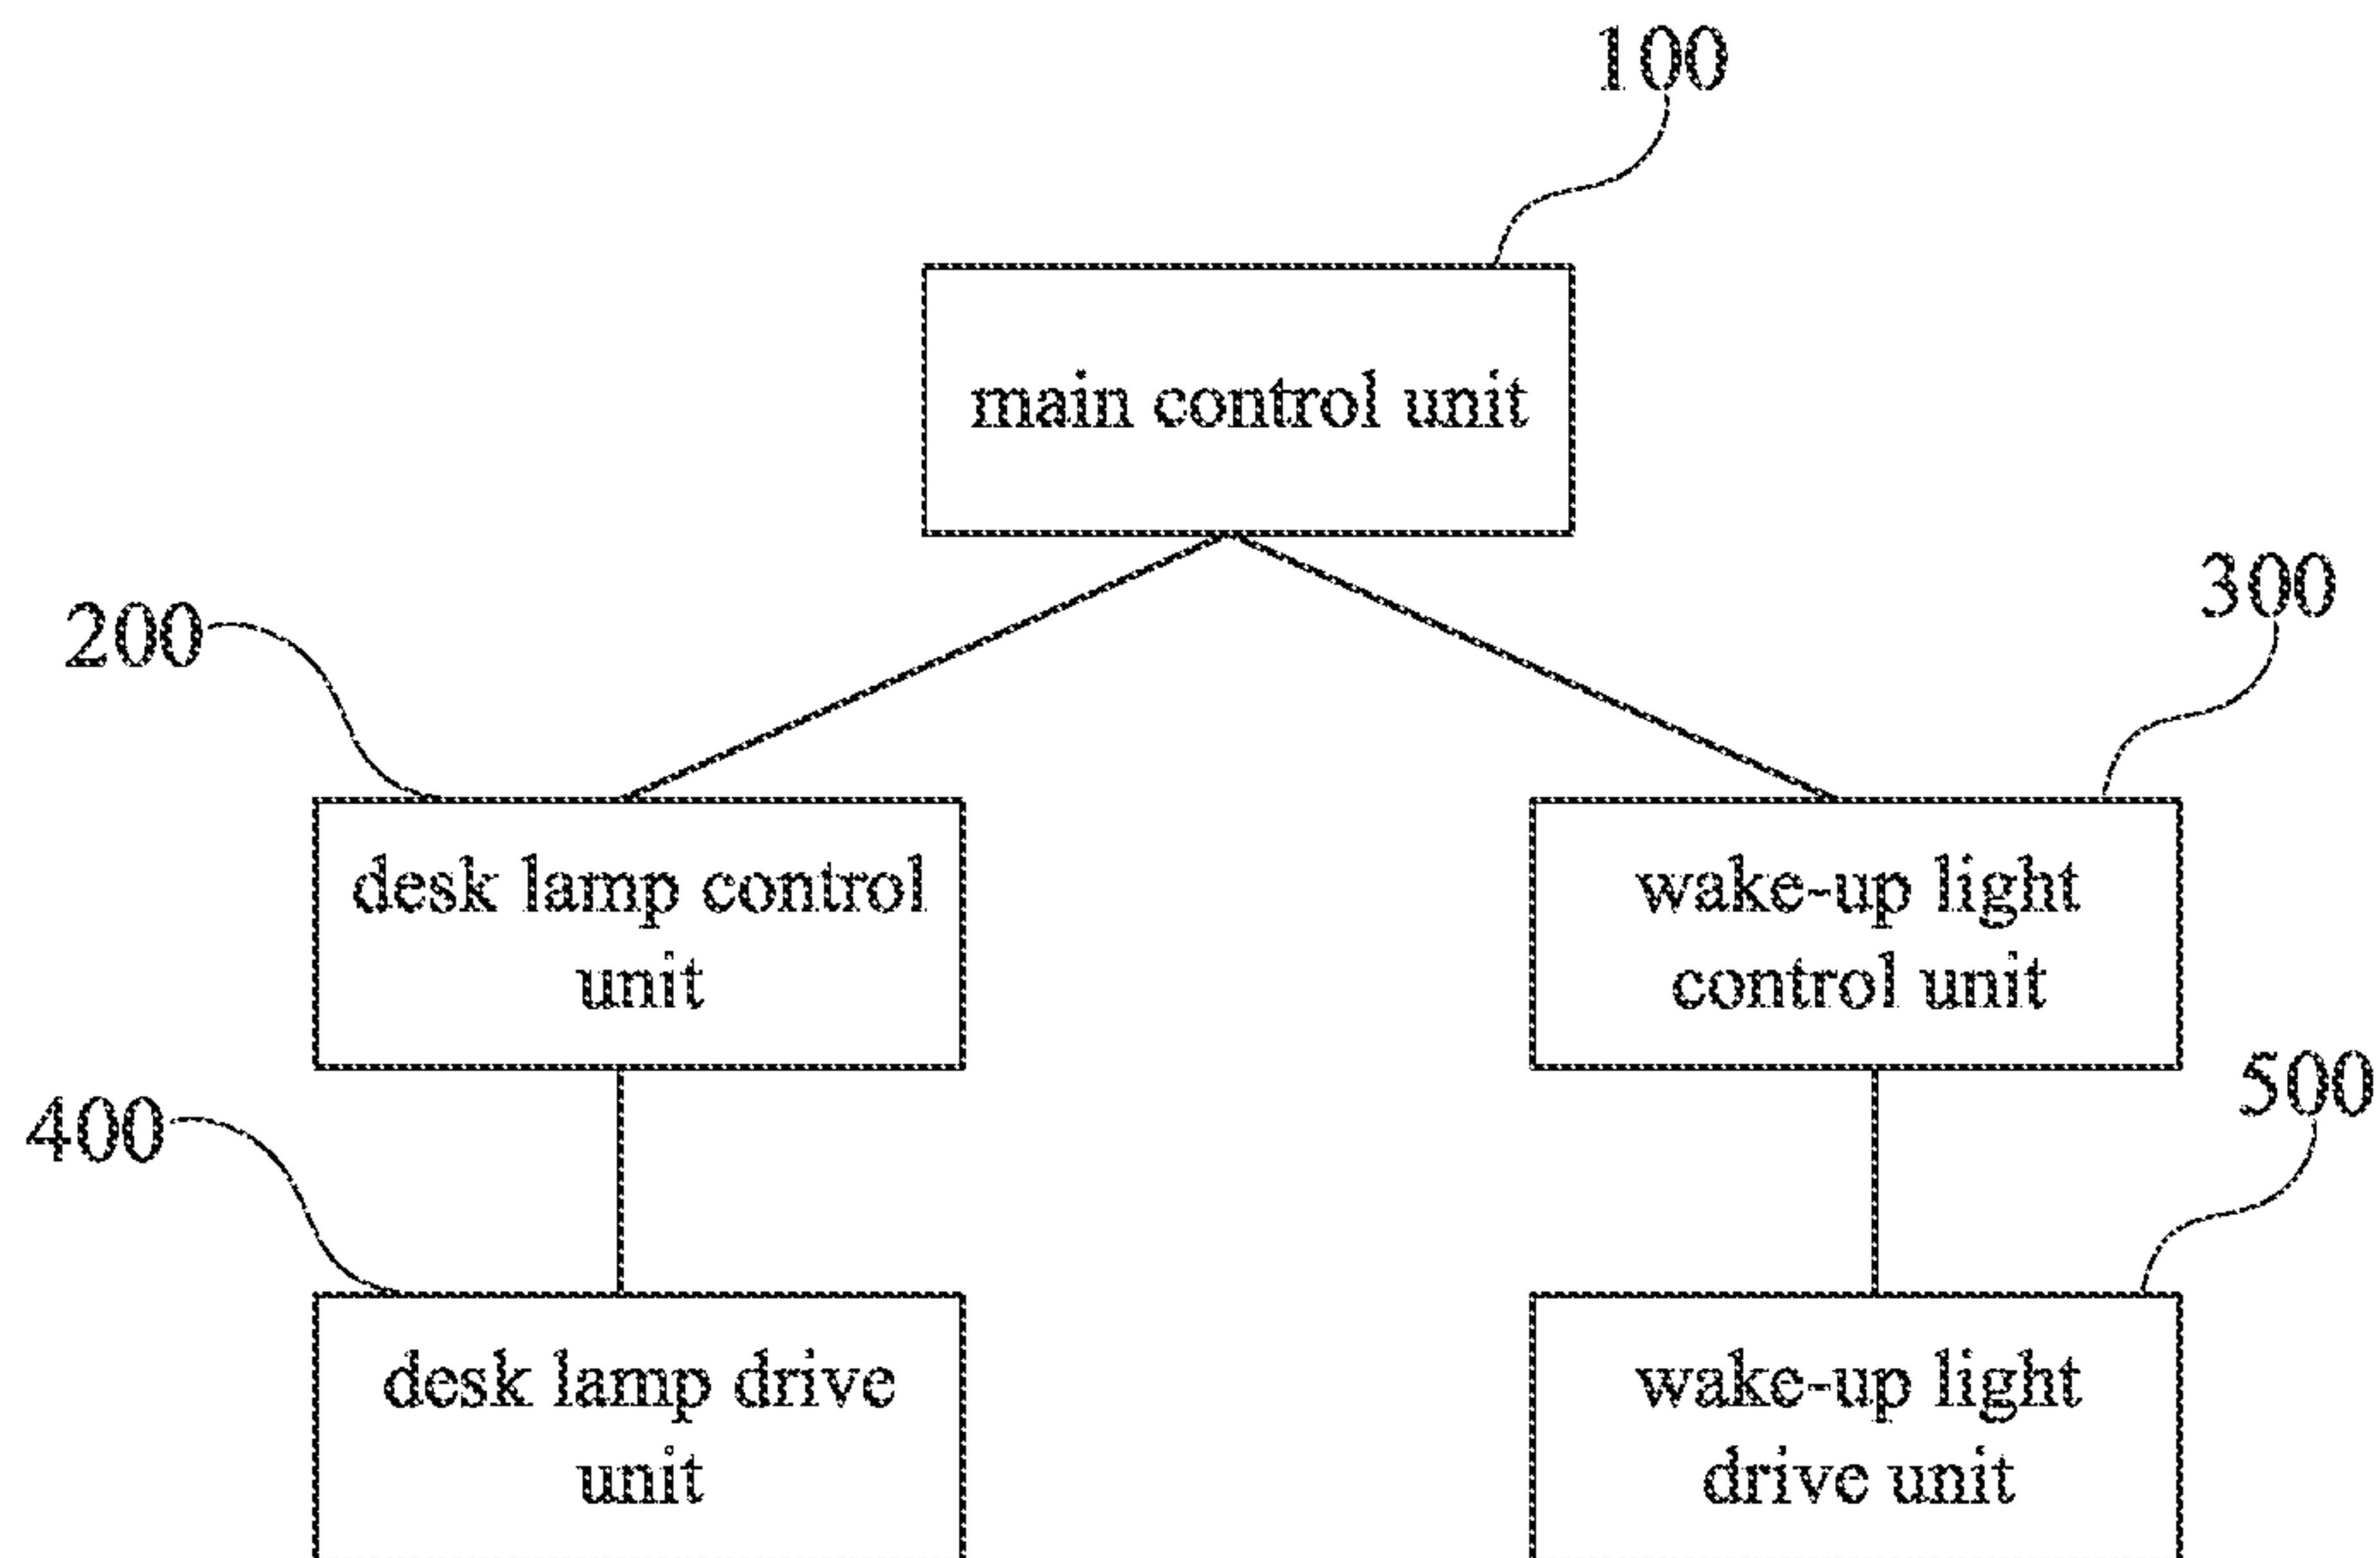 100
main control unit
200
300
desk lamp control
unit
wake-up light
control unit
400
500
desk lamp drive
unit
wake-up light
drive unit